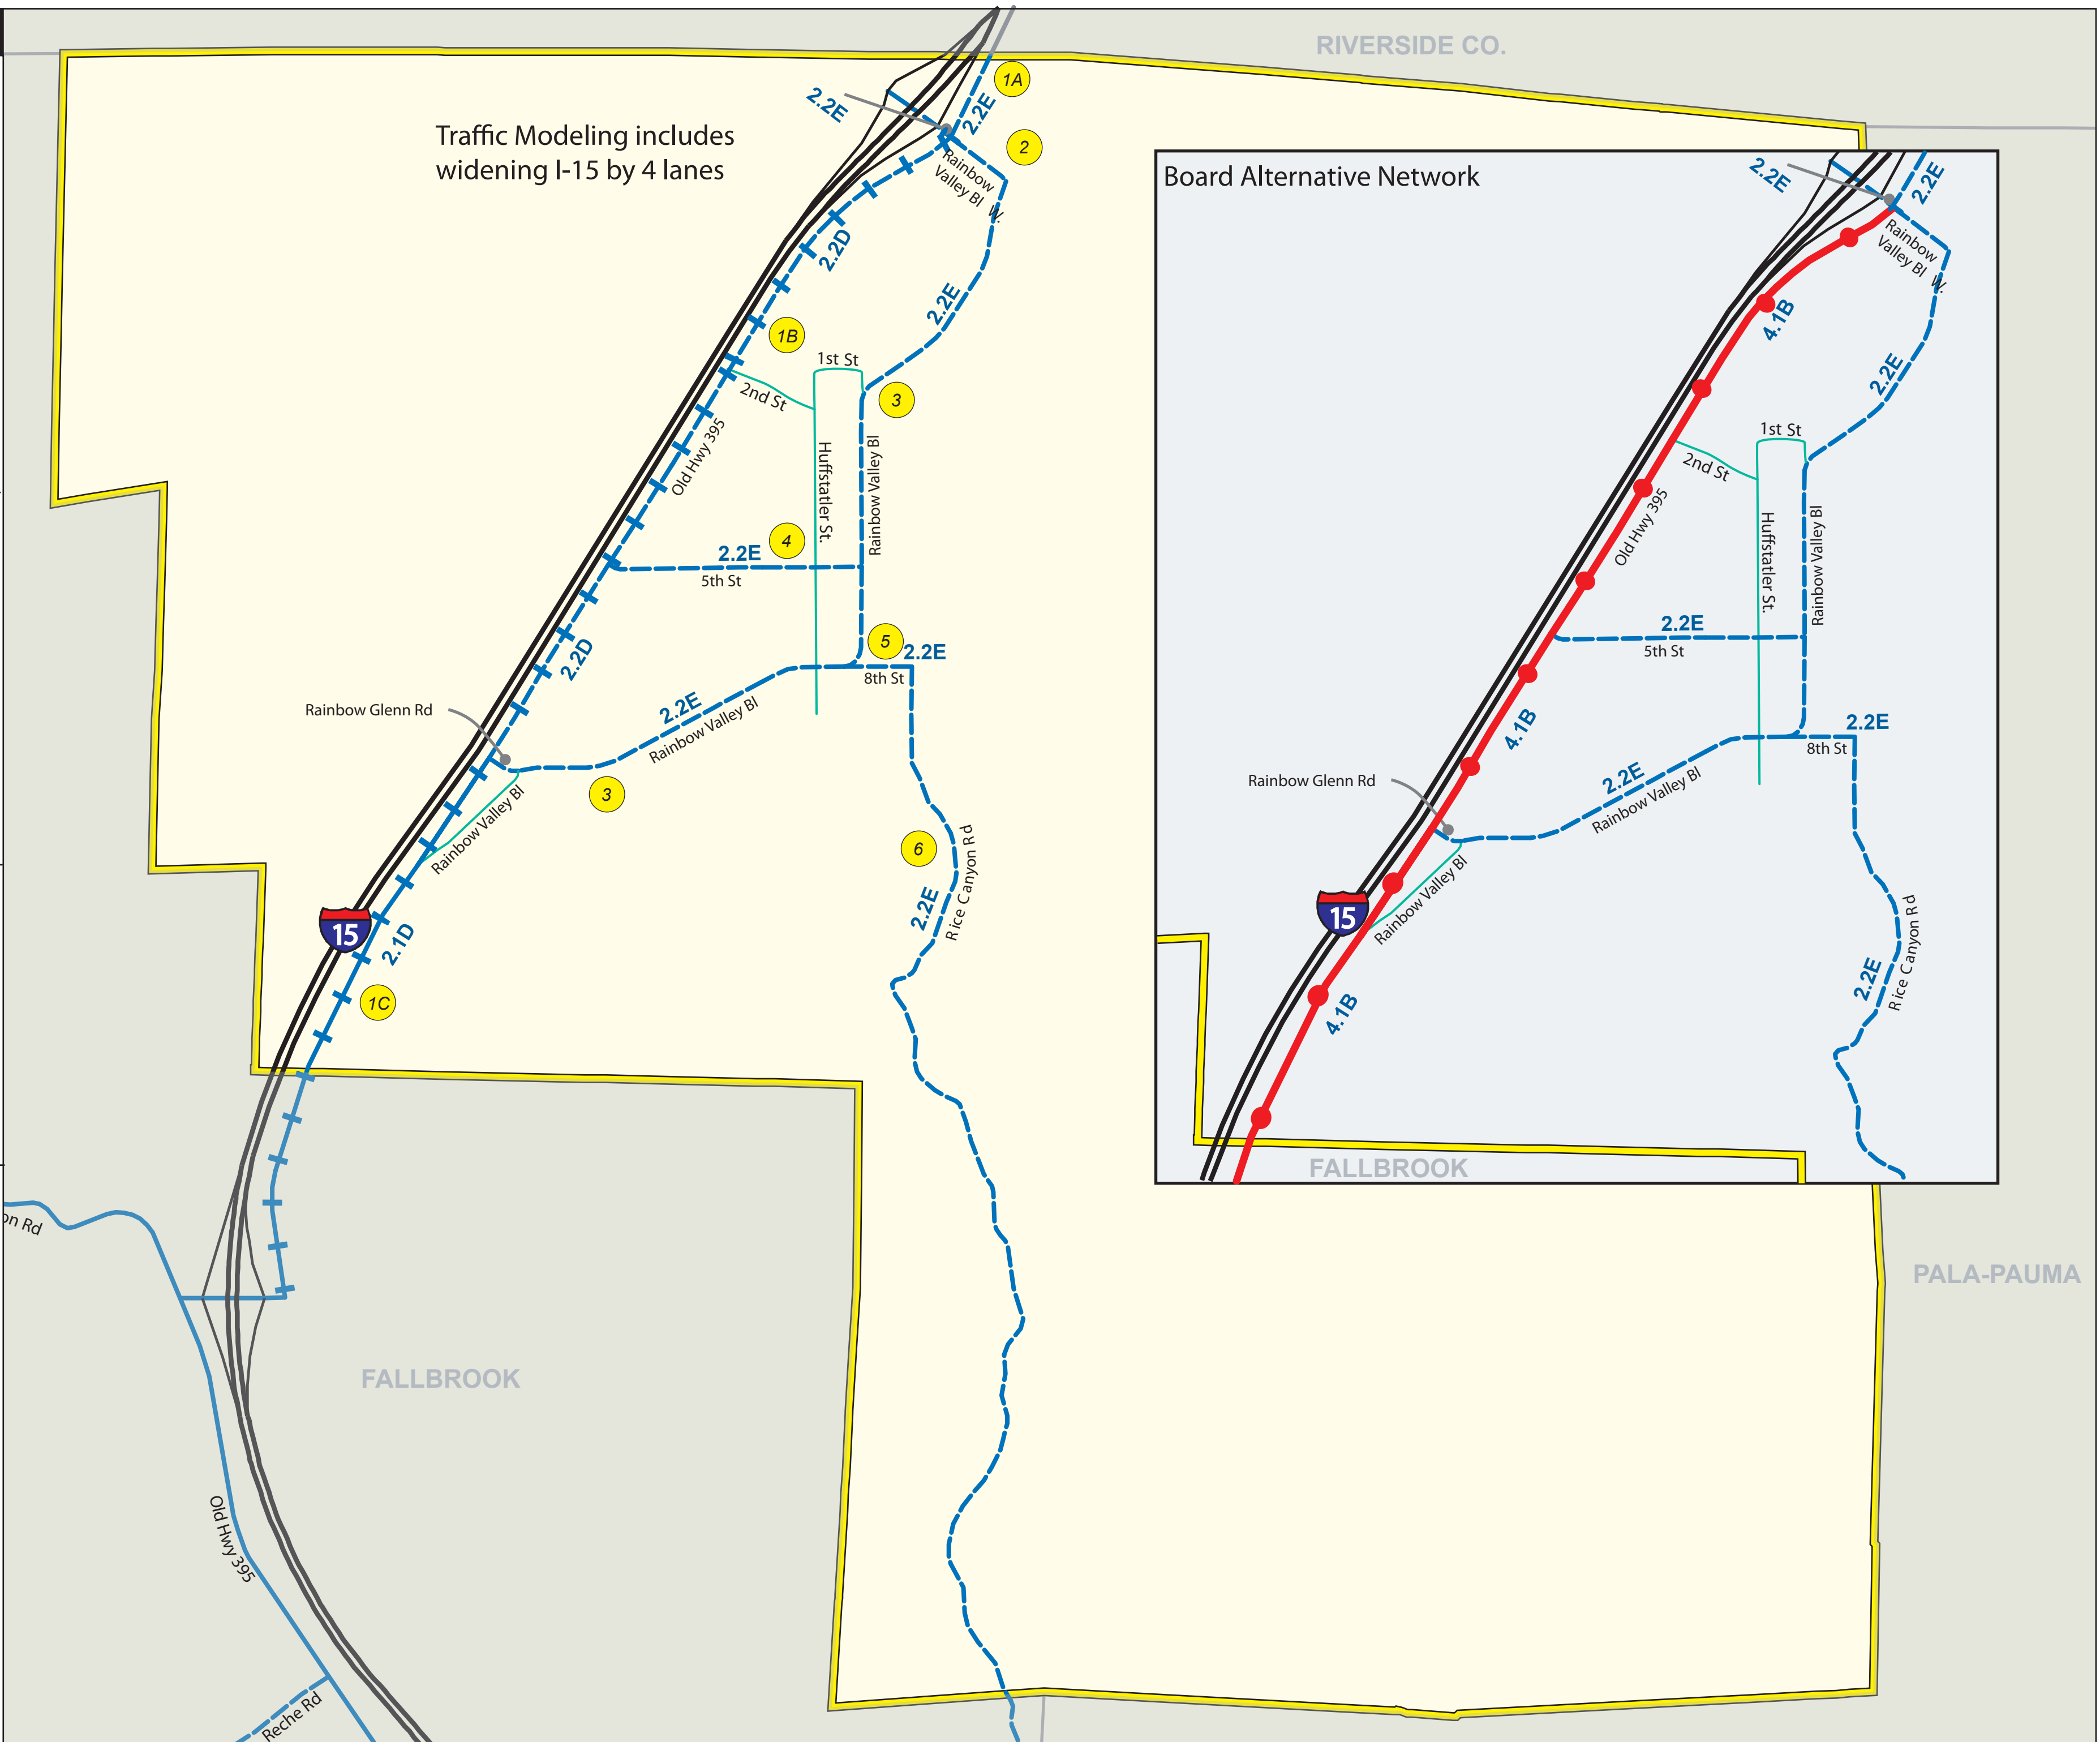 RIVERSIDE CO.
1A
2.2E
2.2E
2
Traffic Modeling includes
widening I-15 by 4 lanes
Rainbow
Valley Bl W.
2.2D
2.2E
1B
1st St
2nd St
3
Old Hwy 395
Huffstatler St.
Rainbow Valley Bl
4
2.2E
5th St
5
2.2E
8th St
2.2D
Rainbow Glenn Rd
2.2E
Rainbow Valley Bl
3
Rainbow Valley Bl
6
2.2E
Rice Canyon Rd
15
2.1D
1C
on Rd
FALLBROOK
Old Hwy 395
Reche Rd
PALA-PAUMA
Board Alternative Network
2.2E
2.2E
Rainbow
Valley Bl W.
4.1B
2.2E
1st St
2nd St
Old Hwy 395
Huffstatler St.
Rainbow Valley Bl
2.2E
5th St
2.2E
8th St
4.1B
Rainbow Glenn Rd
2.2E
Rainbow Valley Bl
15
Rainbow Valley Bl
4.1B
2.2E
Rice Canyon Rd
FALLBROOK